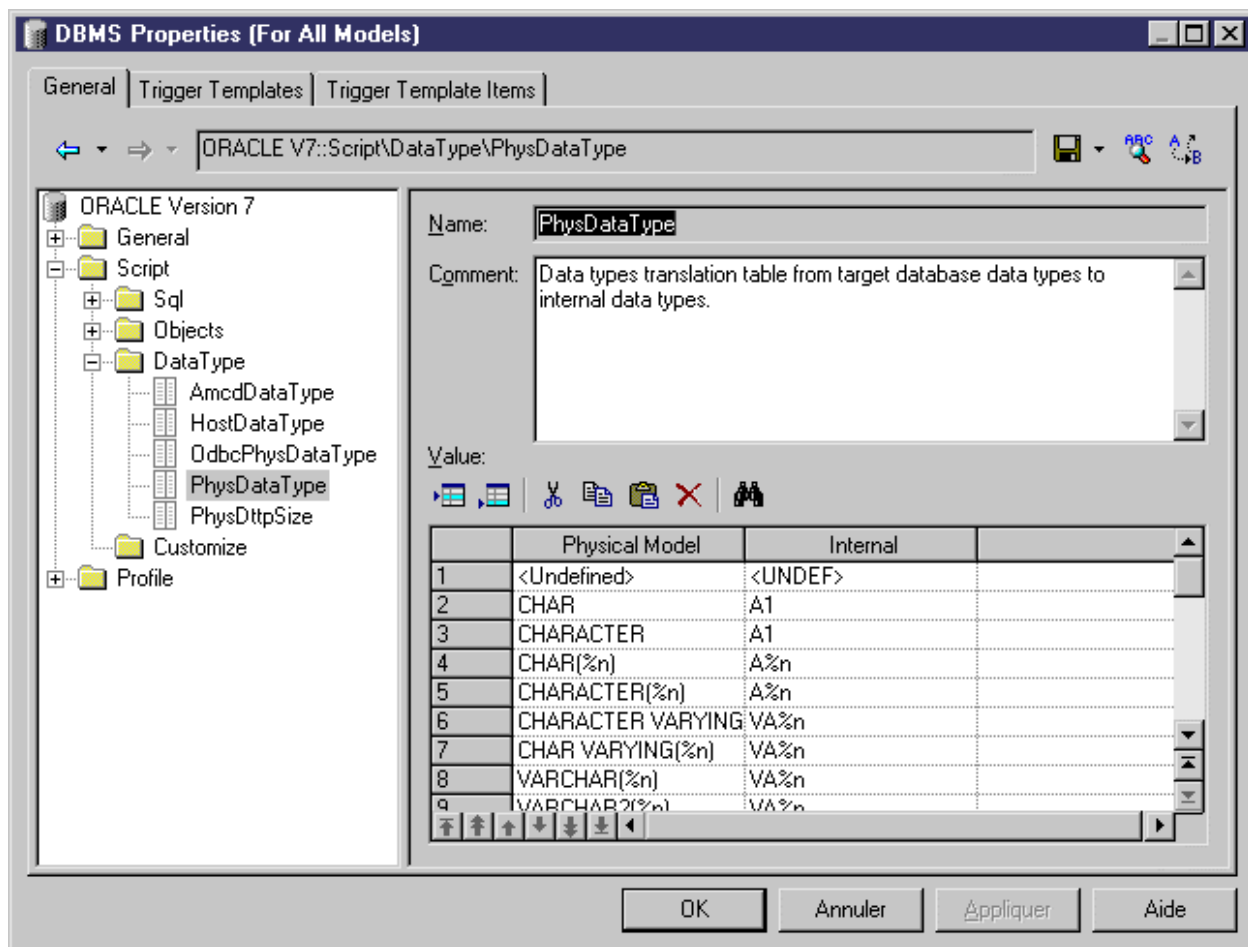 DBMS Properties (For All Models)
General Trigger Templates Trigger Template Items
ORACLE V7::Script\DataType\PhysDataType
ABC A B
ORACLE Version 7
General
Script
Sql
Objects
DataType
AmcdDataType
HostDataType
OdbcPhysDataType
PhysDataType
PhysDttpSize
Customize
Profile
Name: PhysDataType
Comment: Data types translation table from target database data types to
internal data types.
Value:
Physical Model Internal
1 <Undefined> <UNDEF>
2 CHAR A1
3 CHARACTER A1
4 CHAR(%n) A%n
5 CHARACTER(%n) A%n
6 CHARACTER VARYING VA%n
7 CHAR VARYING(%n) VA%n
8 VARCHAR(%n) VA%n
9 VARCHAR2(%n) VA%n
OK Annuler Appliquer Aide